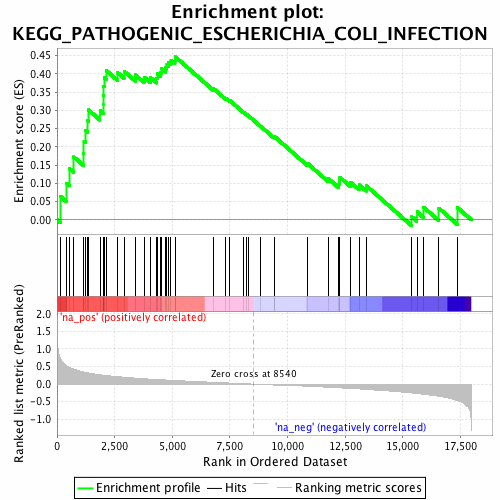 Enrichment plot:
KEGG_PATHOGENIC_ESCHERICHIA_COLI_INFECTION
Enrichment score (ES)
0.45
0.40
0.35
0.30
0.25
0.20
0.15
0.10
0.05
0.00
'na_pos' (positively correlated)
Ranked list metric (PreRanked)
2.0
1.5
1.0
0.5
0.0
-0.5
-1.0
Zero cross at 8540
'na_neg' (negatively correlated)
0
2,500
5,000
7,500
10,000
12,500
15,000
17,500
Rank in Ordered Dataset
Enrichment profile
Hits
Ranking metric scores